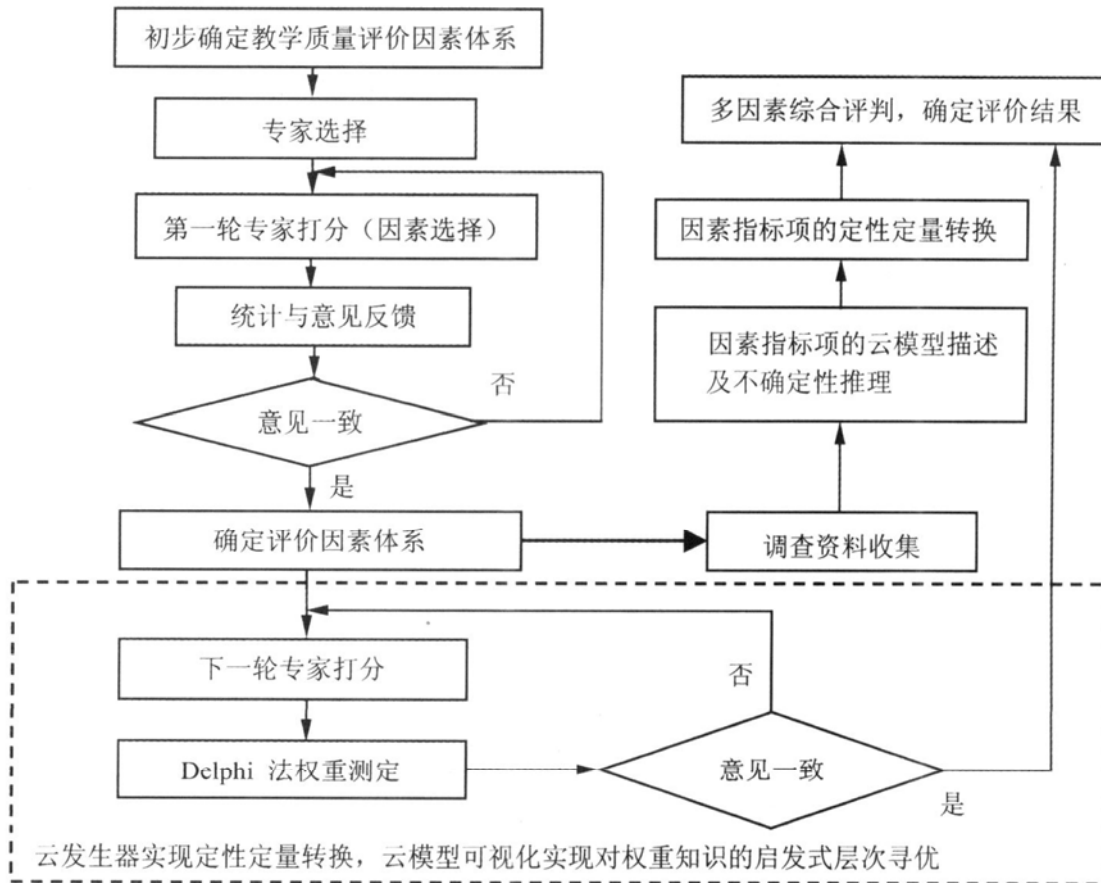 初步确定教学质量评价因素体系
专家选择
第一轮专家打分（因素选择）
统计与意见反馈
意见一致
否
是
确定评价因素体系
多因素综合评判，确定评价结果
因素指标项的定性定量转换
因素指标项的云模型描述
及不确定性推理
调查资料收集
下一轮专家打分
Delphi 法权重测定
意见一致
否
是
云发生器实现定性定量转换，云模型可视化实现对权重知识的启发式层次寻优